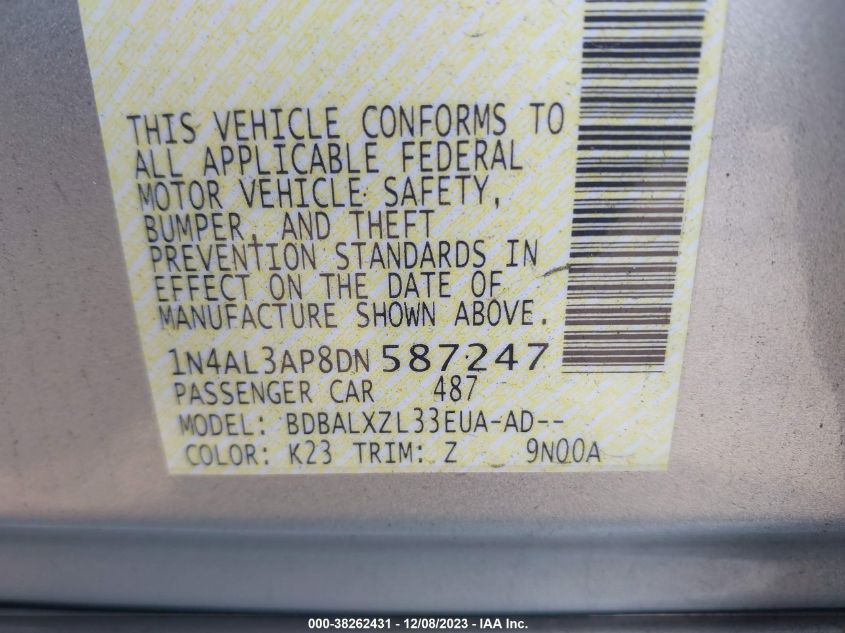 THIS VEHICLE CONFORMS TO
ALL APPLICABLE FEDERAL
MOTOR VEHICLE SAFETY,
BUMPER, AND THEFT
PREVENTION STANDARDS IN
EFFECT ON THE DATE OF
MANUFACTURE SHOWN ABOVE.
1N4AL3AP8DN 587247
PASSENGER CAR 487
MODEL: BDBALXZL33EUA-AD--
COLOR: K23 TRIM: Z 9N00A
000-38262431 - 12/08/2023 - IAA Inc.